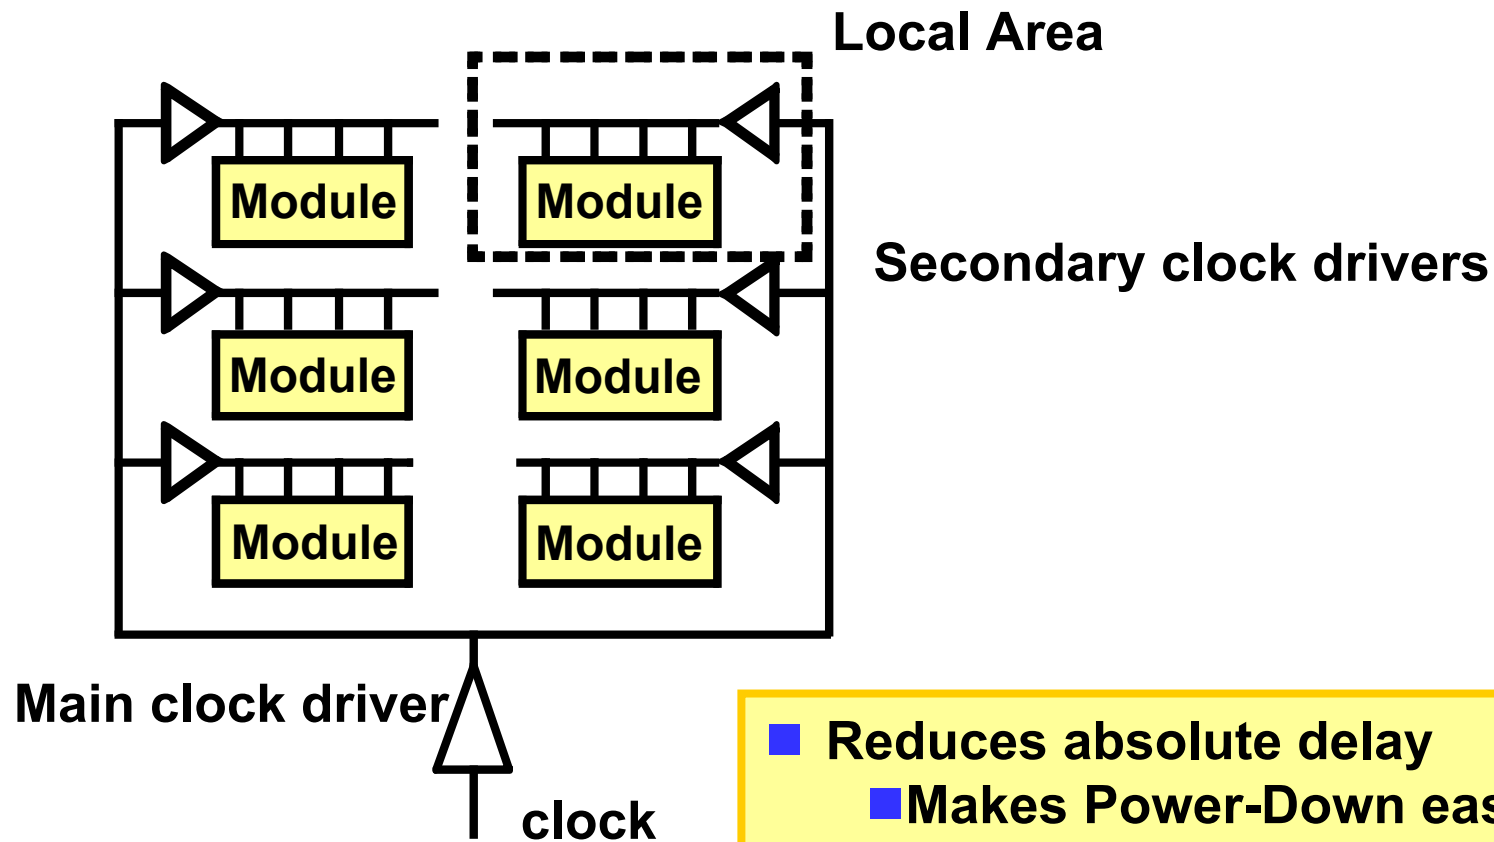 Local Area
Module Module
Secondary clock drivers
Module Module
Module Module
Main clock driver
Reduces absolute delay
Makes Power-Down
clock